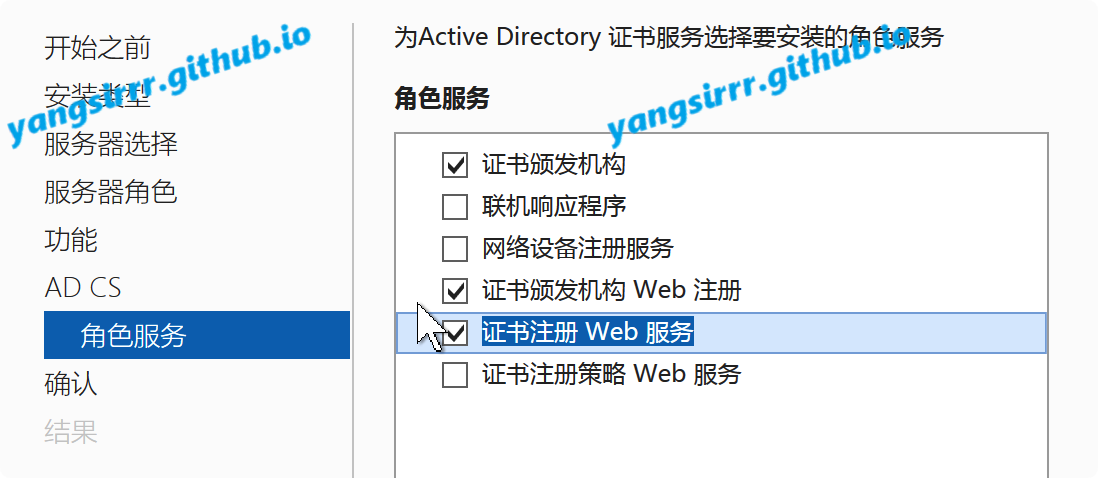 开始之前
安装类型
服务器选择
服务器角色
功能
AD CS
角色服务
确认
结果
为Active Directory 证书服务选择要安装的角色服务
角色服务
证书颁发机构
联机响应程序
网络设备注册服务
证书颁发机构 Web 注册
证书注册 Web 服务
证书注册策略 Web 服务
yangsirrr.github.io
yangsirrr.github.io